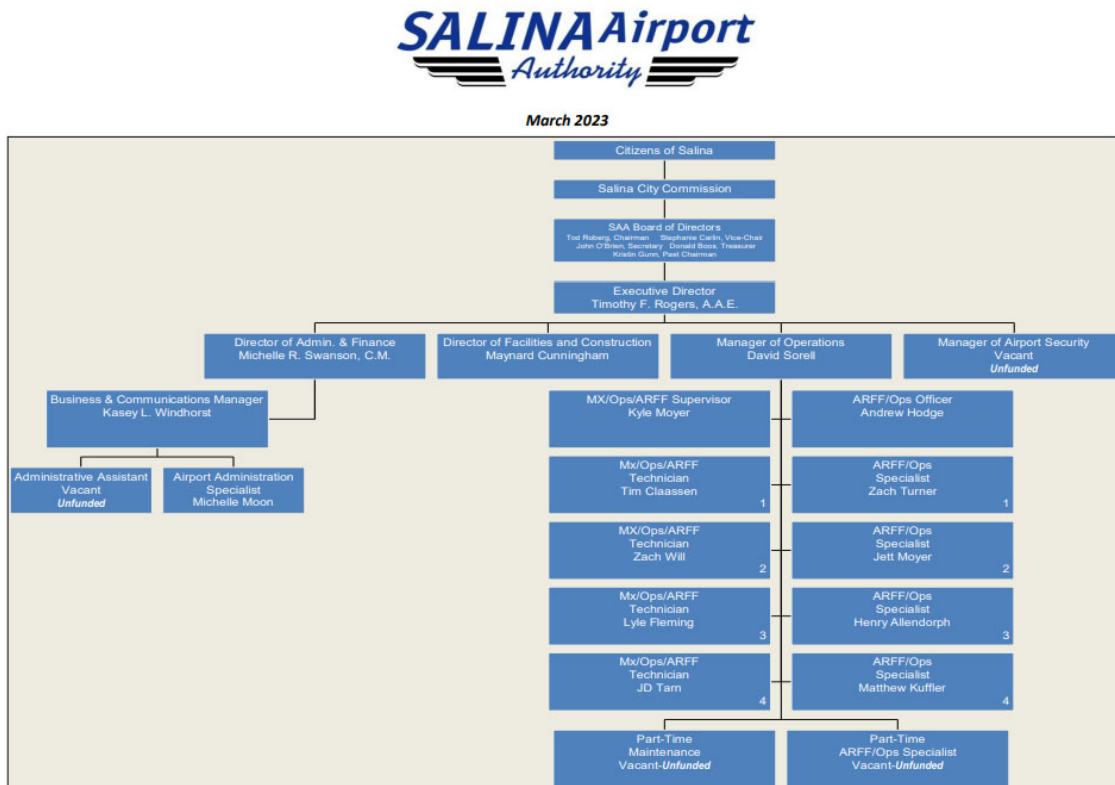 SALINA Airport
Authority
March 2023
Citizens of Salina
Salina City Commission
SAA Board of Directors
Tod Roberg, Chairman Stephanie Carlin, Vice-Chair
John O'Brien, Secretary Donald Boos, Treasurer
Kristin Gunn, Past Chairman
Executive Director
Timothy F. Rogers, A.A.E.
Director of Admin. & Finance
Michelle R. Swanson, C.M.
Director of Facilities and Construction
Maynard Cunningham
Manager of Operations
David Sorell
Manager of Airport Security
Vacant
Unfunded
Business & Communications Manager
Kasey L. Windhorst
Administrative Assistant
Vacant
Unfunded
Airport Administration
Specialist
Michelle Moon
MX/Ops/ARFF Supervisor
Kyle Moyer
ARFF/Ops Officer
Andrew Hodge
Mx/Ops/ARFF
Technician
Tim Claassen
1
ARFF/Ops
Specialist
Zach Turner
1
MX/Ops/ARFF
Technician
Zach Will
2
ARFF/Ops
Specialist
Jett Moyer
2
Mx/Ops/ARFF
Technician
Lyle Fleming
3
ARFF/Ops
Specialist
Henry Allendorph
3
Mx/Ops/ARFF
Technician
JD Tarn
4
ARFF/Ops
Specialist
Matthew Kuffler
4
Part-Time
Maintenance
Vacant-Unfunded
Part-Time
ARFF/Ops Specialist
Vacant-Unfunded